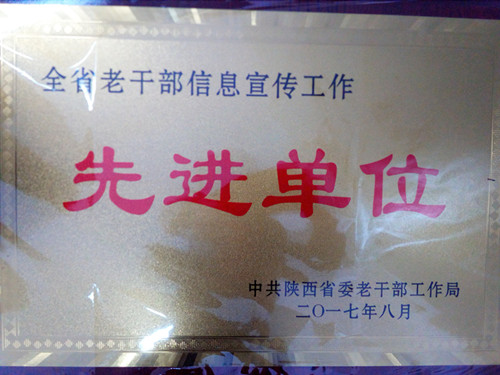 全省老干部信息宣传工作
先进单位
中共陕西省委老干部工作局
二〇一七年八月